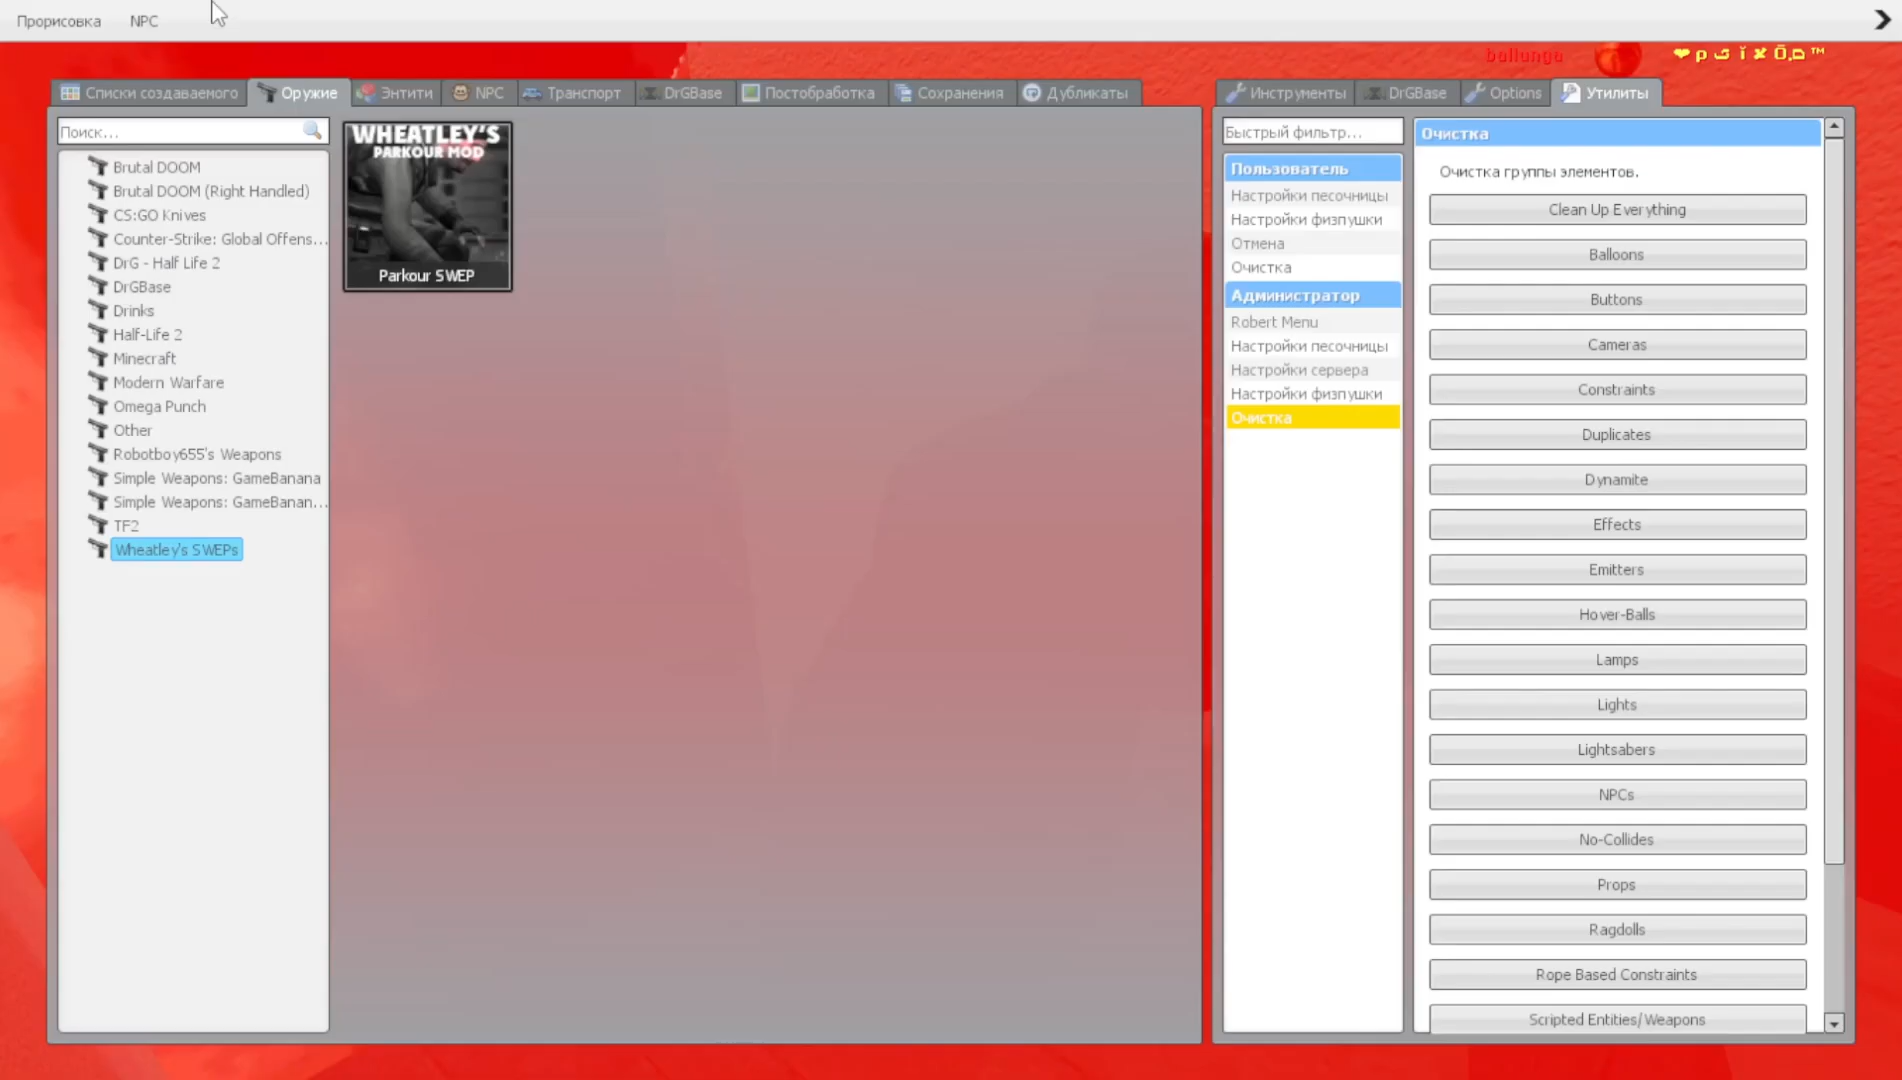 Прорисовка NPC
ballunga
Списки создаваемого Оружие Энтити NPC Транспорт DrGBase Постобработка Сохранения Дубликаты
Поиск...
Brutal DOOM
Brutal DOOM (Right Handled)
CS:GO Knives
Counter-Strike: Global Offens...
DrG - Half Life 2
DrGBase
Drinks
Half-Life 2
Minecraft
Modern Warfare
Omega Punch
Other
Robotboy655's Weapons
Simple Weapons: GameBanana
Simple Weapons: GameBanan...
TF2
Wheatley's SWEPs
WHEATLEY'S
PARKOUR MOD
Parkour SWEP
Инструменты DrGBase Options Утилиты
Быстрый фильтр...
Пользователь
Настройки песочницы
Настройки физпушки
Отмена
Очистка
Администратор
Robert Menu
Настройки песочницы
Настройки сервера
Настройки физпушки
Очистка
Очистка
Очистка группы элементов.
Clean Up Everything
Balloons
Buttons
Cameras
Constraints
Duplicates
Dynamite
Effects
Emitters
Hover-Balls
Lamps
Lights
Lightsabers
NPCs
No-Collides
Props
Ragdolls
Rope Based Constraints
Scripted Entities/Weapons